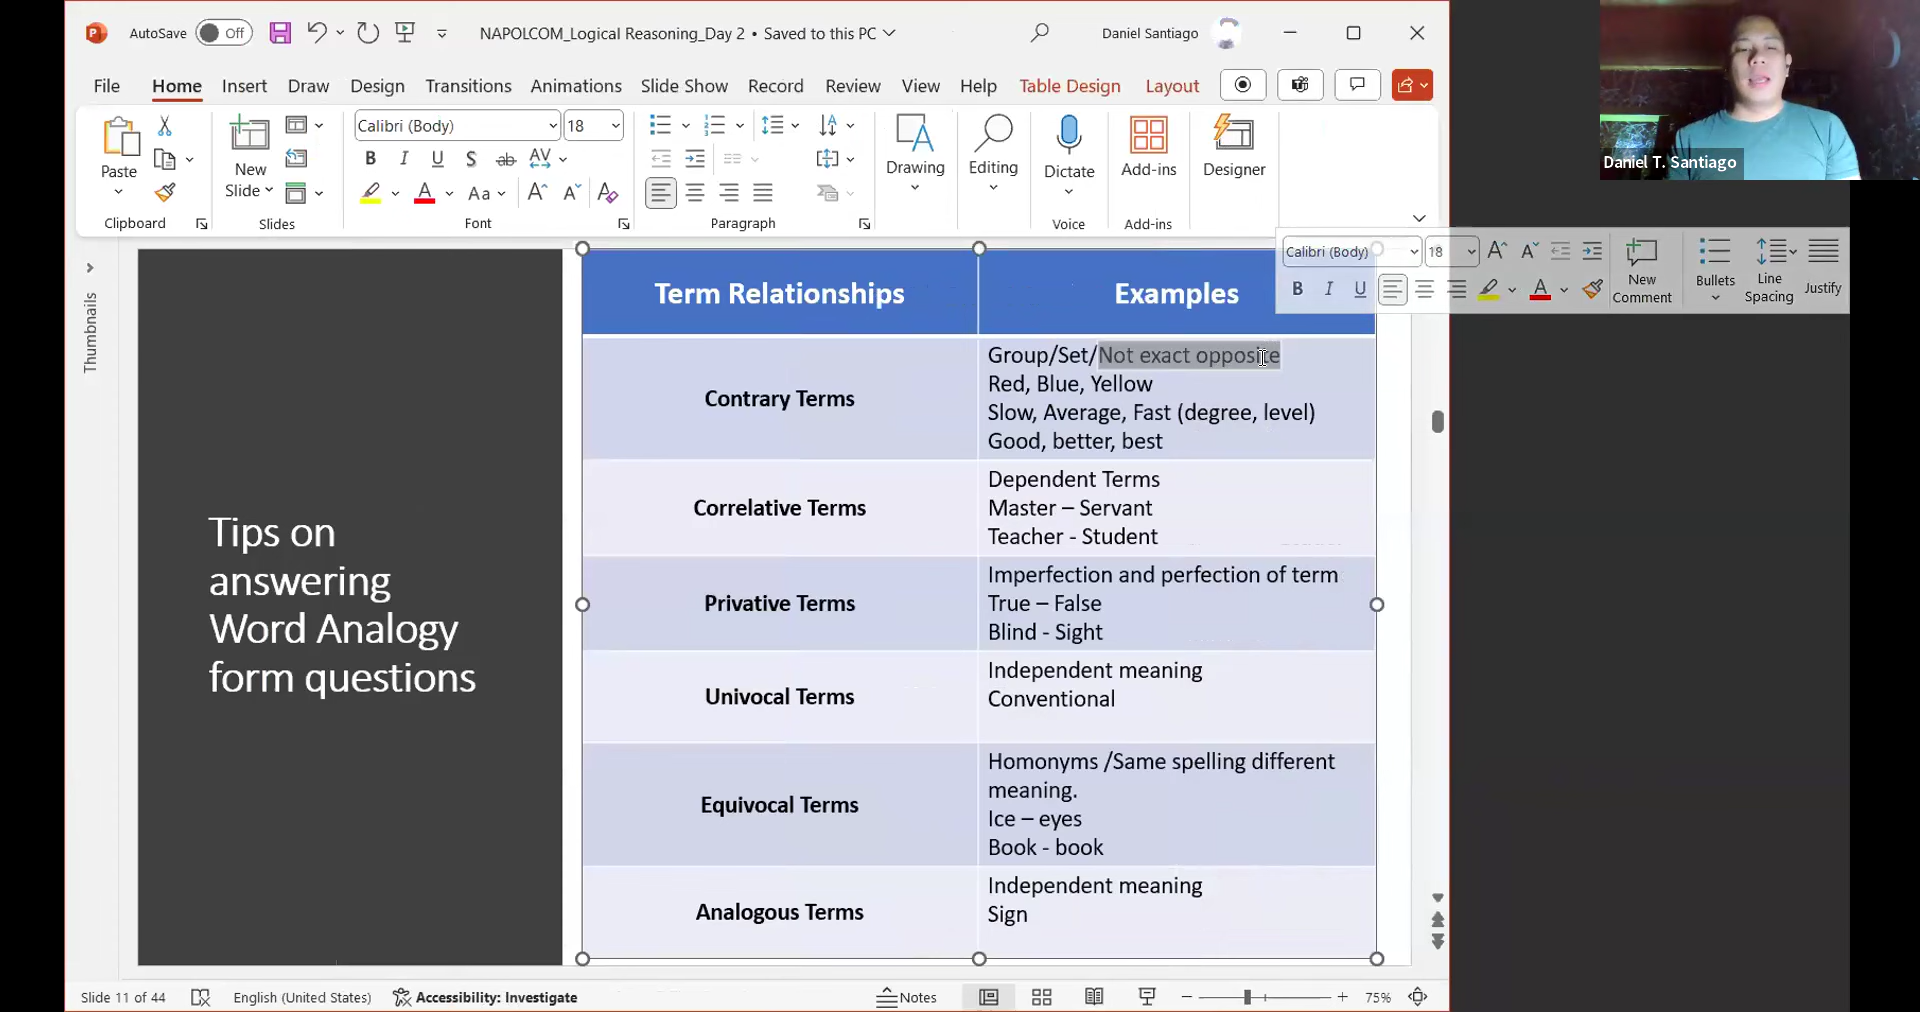 AutoSave Off NAPOLCOM_Logical Reasoning_Day 2 • Saved to this PC Daniel Santiago
File Home Insert Draw Design Transitions Animations Slide Show Record Review View Help Table Design Layout
Paste
Clipboard
New
Slide
Slides
Calibri (Body) 18
B I U S ab AV
A Aa A A A
Font
Paragraph
Drawing
Editing
Dictate
Voice
Add-ins
Add-ins
Designer
Daniel T. Santiago
Calibri (Body) 18 A A
B I U A
New
Comment
Bullets
Line
Spacing
Justify
Thumbnails
Tips on
answering
Word Analogy
form questions
Term Relationships Examples
Contrary Terms
Group/Set/Not exact opposite
Red, Blue, Yellow
Slow, Average, Fast (degree, level)
Good, better, best
Correlative Terms
Dependent Terms
Master – Servant
Teacher - Student
Privative Terms
Imperfection and perfection of term
True – False
Blind - Sight
Univocal Terms
Independent meaning
Conventional
Equivocal Terms
Homonyms /Same spelling different
meaning.
Ice – eyes
Book - book
Analogous Terms
Independent meaning
Sign
Slide 11 of 44 English (United States) Accessibility: Investigate Notes 75%